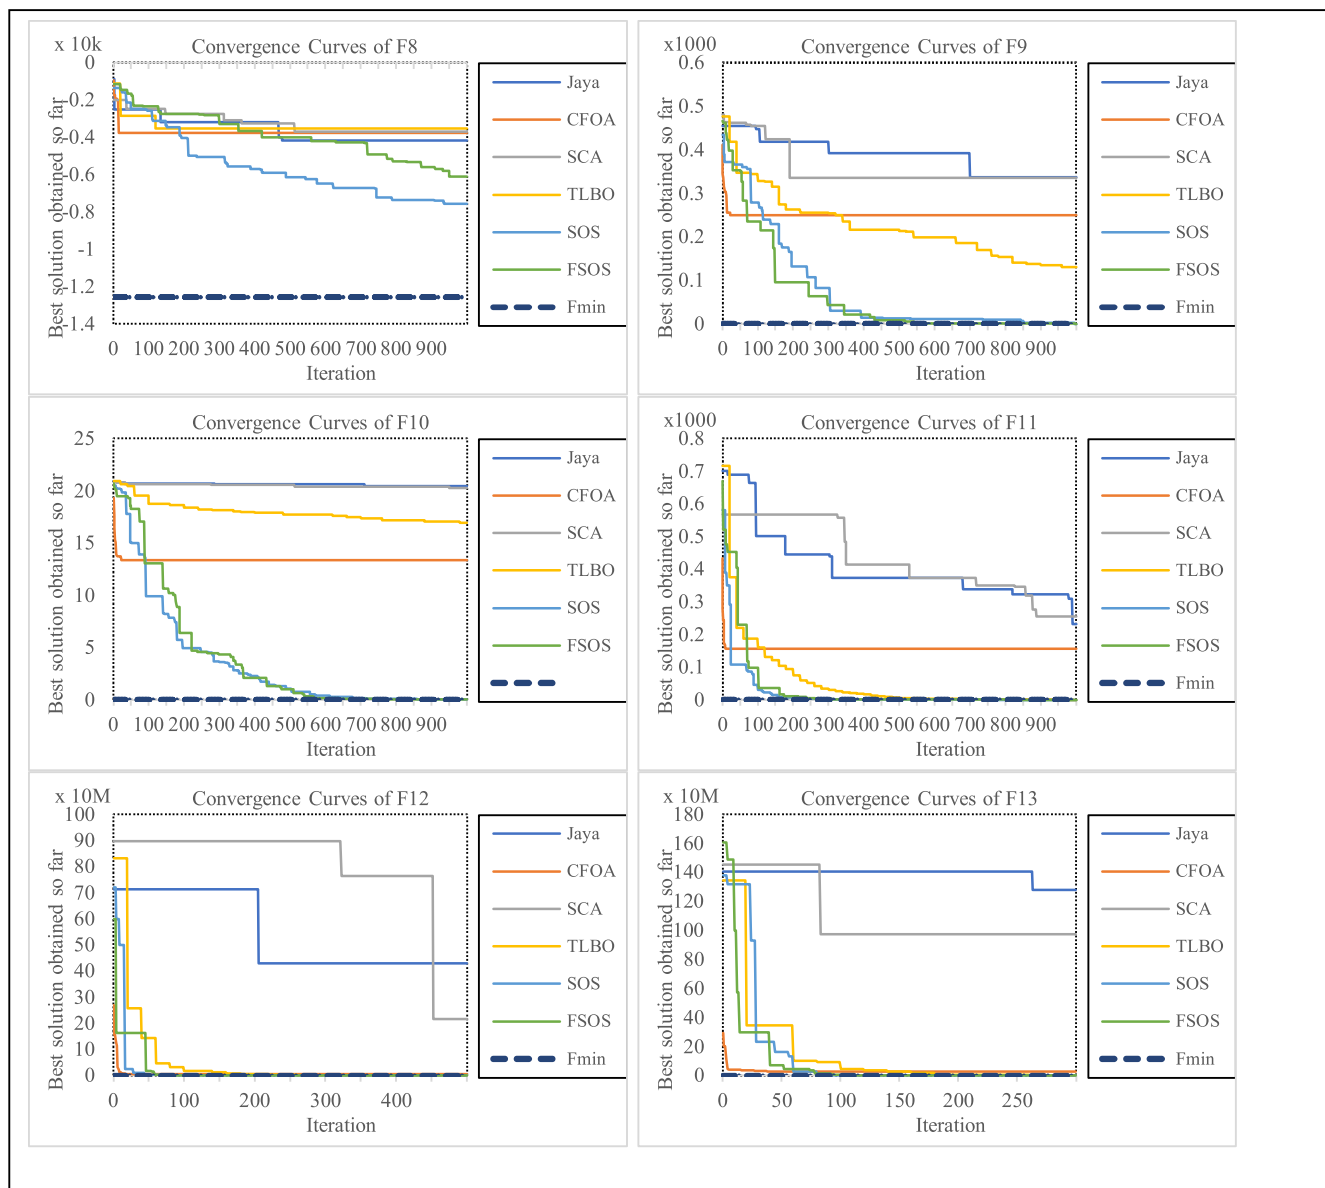 x 10k
Convergence Curves of F8
Best solution obtained so far
0
-0.2
-0.4
-0.6
-0.8
-1
-1.2
-1.4
0 100 200 300 400 500 600 700 800 900
Iteration
Jaya
CFOA
SCA
TLBO
SOS
FSOS
Fmin
x1000
Convergence Curves of F9
Best solution obtained so far
0.6
0.5
0.4
0.3
0.2
0.1
0
0 100 200 300 400 500 600 700 800 900
Iteration
Jaya
CFOA
SCA
TLBO
SOS
FSOS
Fmin
Convergence Curves of F10
Best solution obtained so far
25
20
15
10
5
0
0 100 200 300 400 500 600 700 800 900
Iteration
Jaya
CFOA
SCA
TLBO
SOS
FSOS
x1000
Convergence Curves of F11
Best solution obtained so far
0.8
0.7
0.6
0.5
0.4
0.3
0.2
0.1
0
0 100 200 300 400 500 600 700 800 900
Iteration
Jaya
CFOA
SCA
TLBO
SOS
FSOS
Fmin
x 10M
Convergence Curves of F12
Best solution obtained so far
100
90
80
70
60
50
40
30
20
10
0
0 100 200 300 400
Iteration
Jaya
CFOA
SCA
TLBO
SOS
FSOS
Fmin
x 10M
Convergence Curves of F13
Best solution obtained so far
180
160
140
120
100
80
60
40
20
0
0 50 100 150 200 250
Iteration
Jaya
CFOA
SCA
TLBO
SOS
FSOS
Fmin